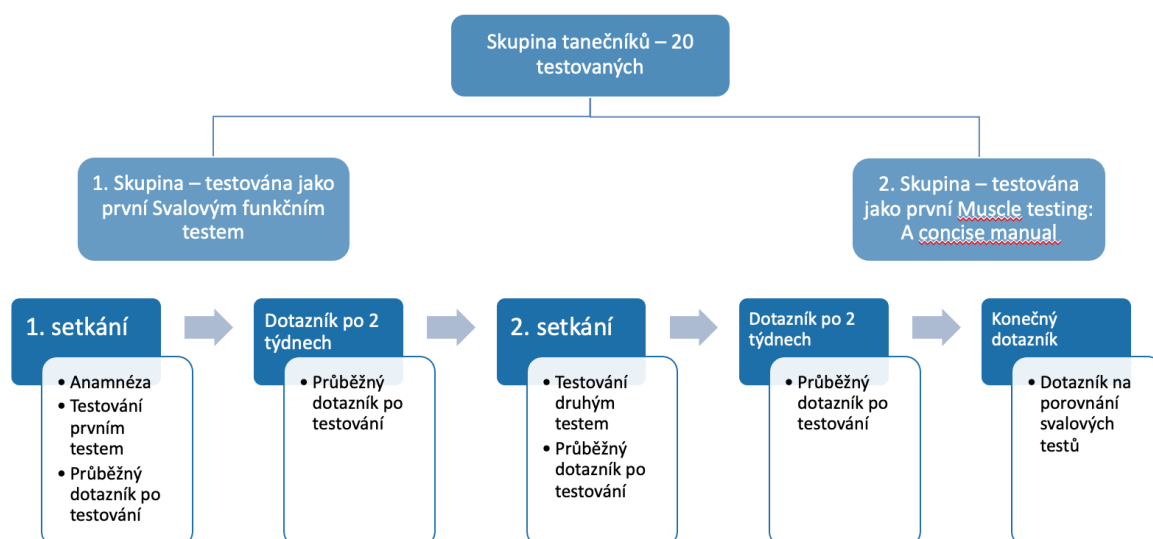 Skupina tanečníků – 20
testovaných
1. Skupina – testována jako
první Svalovým funkčním
testem
2. Skupina – testována
jako první Muscle testing:
A concise manual
1. setkání
• Anamnéza
• Testování
prvním
testem
• Průběžný
dotazník po
testování
Dotazník po 2
týdnech
• Průběžný
dotazník po
testování
2. setkání
• Testování
druhým
testem
• Průběžný
dotazník po
testování
Dotazník po 2
týdnech
• Průběžný
dotazník po
testování
Konečný
dotazník
• Dotazník na
porovnání
svalových
testů